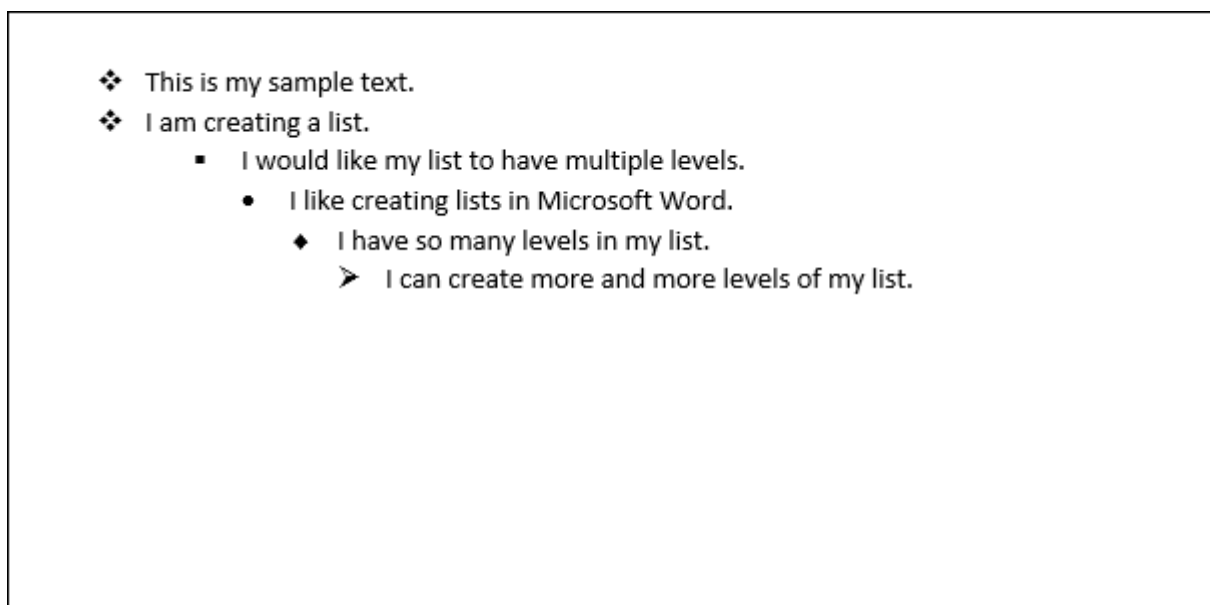 ❖ This is my sample text.
❖ I am creating a list.
▪ I would like my list to have multiple levels.
• I like creating lists in Microsoft Word.
◆ I have so many levels in my list.
➢ I can create more and more levels of my list.